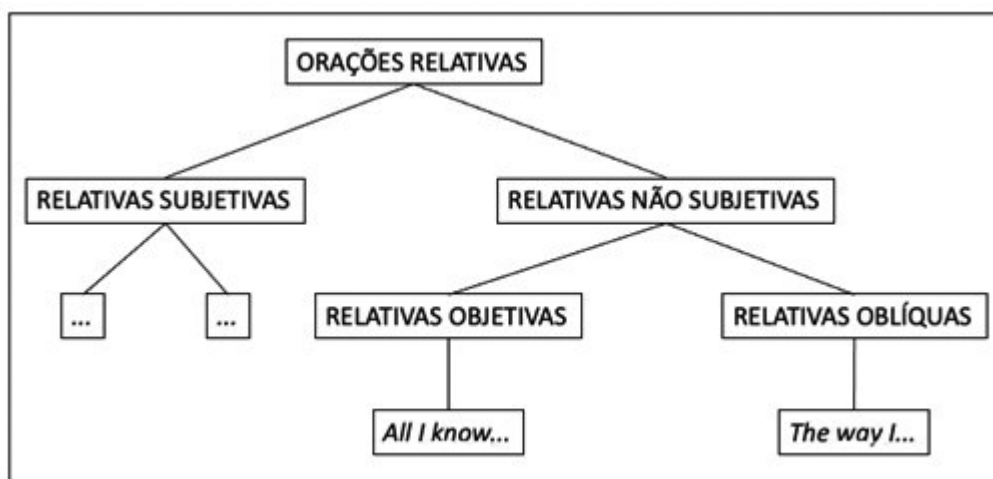 ORAÇÕES RELATIVAS
RELATIVAS SUBJETIVAS
RELATIVAS NÃO SUBJETIVAS
...
...
RELATIVAS OBJETIVAS
RELATIVAS OBLÍQUAS
All I know...
The way I...